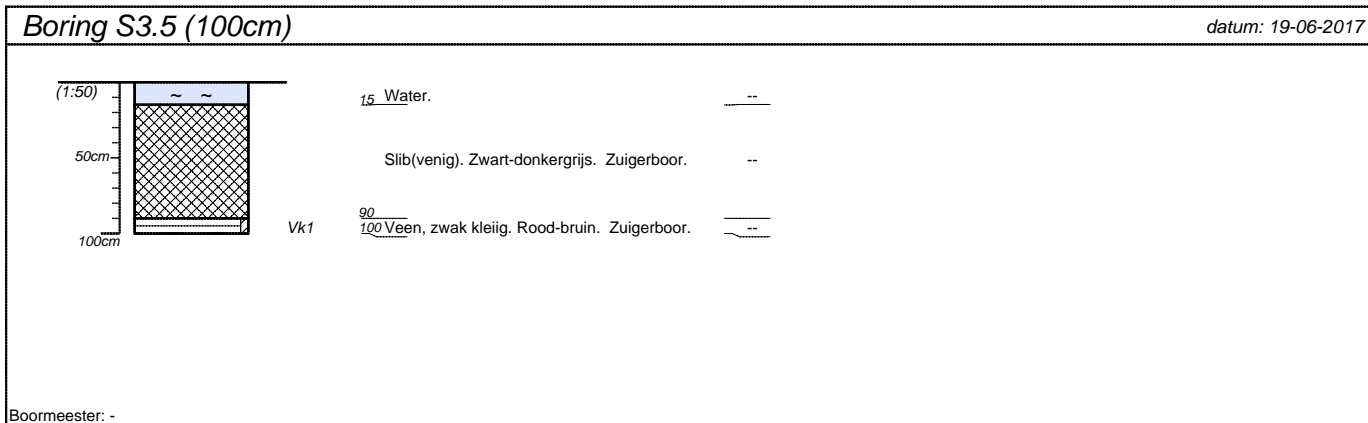 Boring S3.5 (100cm) datum: 19-06-2017
(1:50) ~ ~ 15 Water. --
50cm Slib(venig). Zwart-donkergrijs. Zuigerboor. --
90
Vk1 100 Veen, zwak kleiig. Rood-bruin. Zuigerboor. --
100cm
Boormeester: -